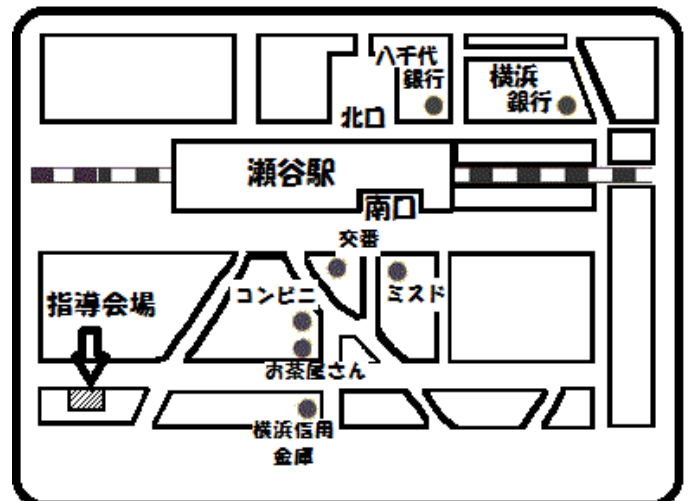 八千代
銀行
横浜
銀行
北口
瀬谷駅
南口
交番
コンビニ
ミスド
指導会場
お茶屋さん
横浜信用
金庫